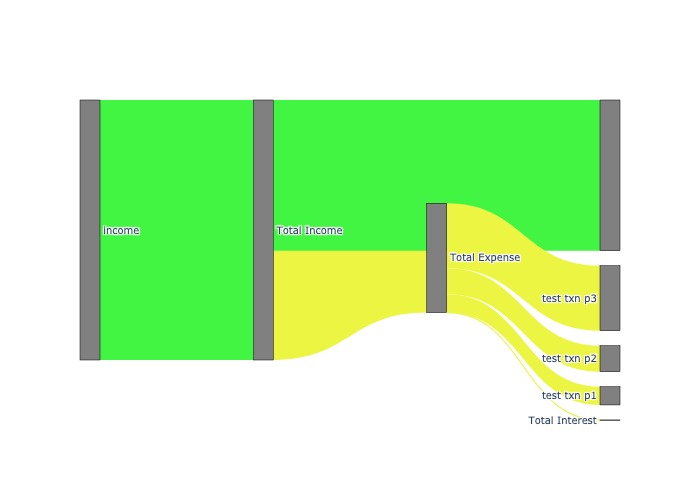 Income
Total Income
Total Expense
test txn p3
test txn p2
test txn p1
Total Interest